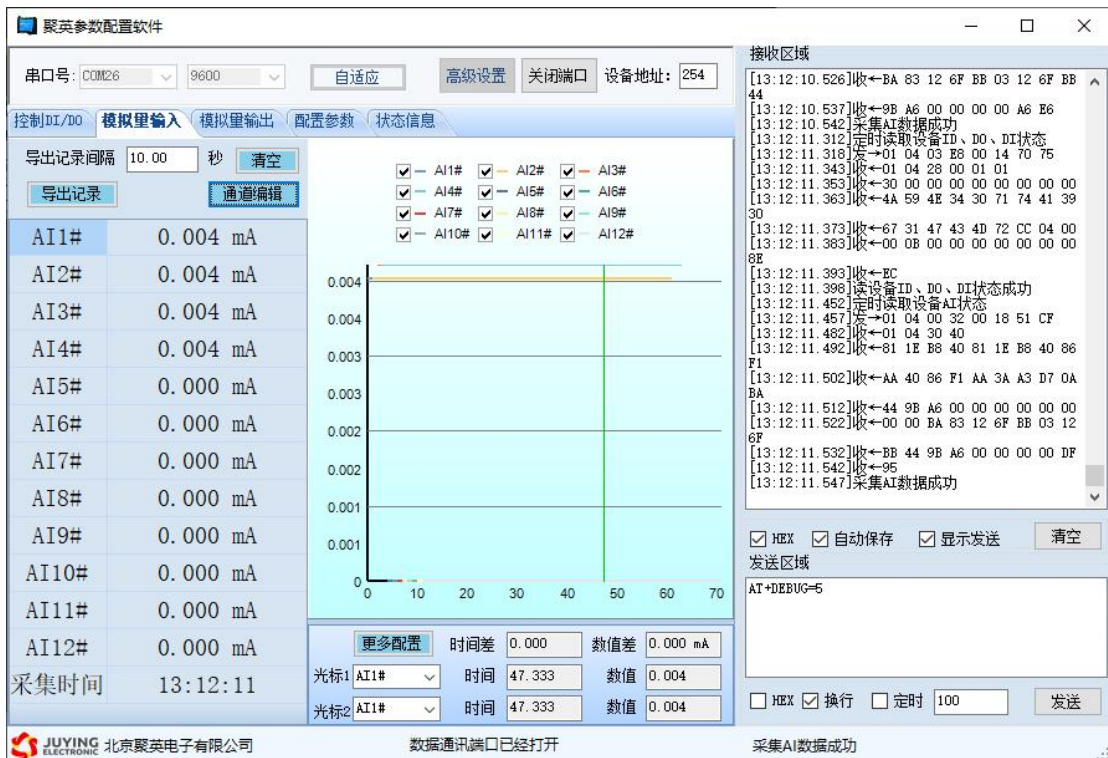 聚英参数配置软件
串口号: COM26 9600 自适应 高级设置 关闭端口 设备地址: 254
控制DI/DO 模拟量输入 模拟量输出 配置参数 状态信息
导出记录间隔 10.00 秒 清空
导出记录 通道编辑
AI1# 0.004 mA
AI2# 0.004 mA
AI3# 0.004 mA
AI4# 0.004 mA
AI5# 0.000 mA
AI6# 0.000 mA
AI7# 0.000 mA
AI8# 0.000 mA
AI9# 0.000 mA
AI10# 0.000 mA
AI11# 0.000 mA
AI12# 0.000 mA
采集时间 13:12:11
AI1# AI2# AI3#
AI4# AI5# AI6#
AI7# AI8# AI9#
AI10# AI11# AI12#
0.004
0.004
0.003
0.003
0.002
0.002
0.001
0.001
0
0 10 20 30 40 50 60 70
更多配置 时间差 0.000 数值差 0.000 mA
光标1 AI1# 时间 47.333 数值 0.004
光标2 AI1# 时间 47.333 数值 0.004
接收区域
[13:12:10.526]收←BA 83 12 6F BB 03 12 6F BB
44
[13:12:10.537]收←9B A6 00 00 00 00 A6 E6
[13:12:10.542]采集AI数据成功
[13:12:11.312]定时读取设备ID、DO、DI状态
[13:12:11.318]发→01 04 03 E8 00 14 70 75
[13:12:11.343]收←01 04 28 00 01 01
[13:12:11.353]收←30 00 00 00 00 00 00 00 00
[13:12:11.363]收←4A 59 4E 34 30 71 74 41 39
30
[13:12:11.373]收←67 31 47 43 4D 72 CC 04 00
[13:12:11.383]收←00 0B 00 00 00 00 00 00 00
8E
[13:12:11.393]收←EC
[13:12:11.398]读设备ID、DO、DI状态成功
[13:12:11.452]定时读取设备AI状态
[13:12:11.457]发→01 04 00 32 00 18 51 CF
[13:12:11.482]收←01 04 30 40
[13:12:11.492]收←81 1E B8 40 81 1E B8 40 86
F1
[13:12:11.502]收←AA 40 86 F1 AA 3A A3 D7 0A
BA
[13:12:11.512]收←44 9B A6 00 00 00 00 00 00
[13:12:11.522]收←00 00 BA 83 12 6F BB 03 12
6F
[13:12:11.532]收←BB 44 9B A6 00 00 00 00 DF
[13:12:11.542]收←95
[13:12:11.547]采集AI数据成功
HEX 自动保存 显示发送 清空
发送区域
AT+DEBUG=5
HEX 换行 定时 100 发送
JUYING ELECTRONIC 北京聚英电子有限公司 数据通讯端口已经打开 采集AI数据成功